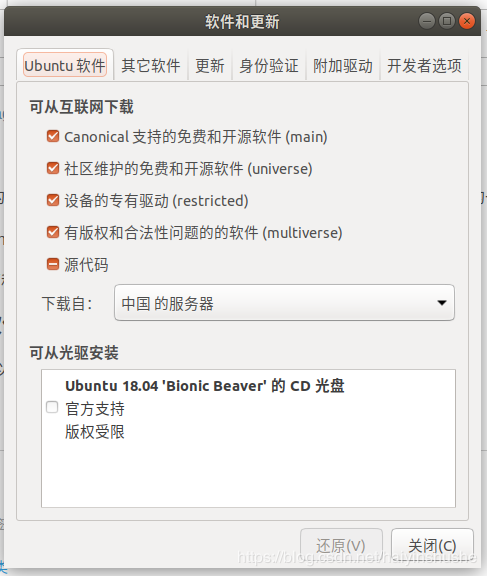 软件和更新
Ubuntu 软件 其它软件 更新 身份验证 附加驱动 开发者选项
可从互联网下载
Canonical 支持的免费和开源软件 (main)
社区维护的免费和开源软件 (universe)
设备的专有驱动 (restricted)
有版权和合法性问题的的软件 (multiverse)
源代码
下载自： 中国 的服务器
可从光驱安装
Ubuntu 18.04 'Bionic Beaver' 的 CD 光盘
官方支持
版权受限
还原(V) 关闭(C)